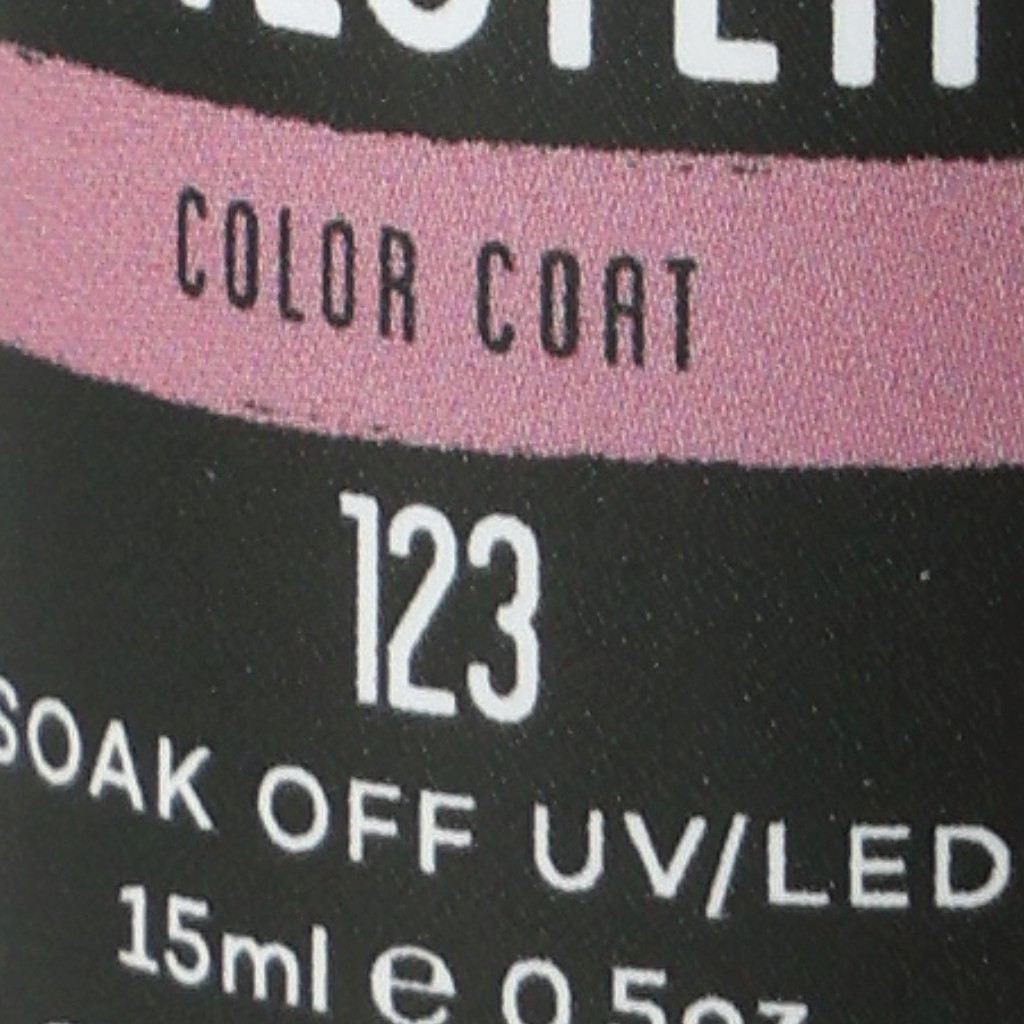 COLOR COAT
123
SOAK OFF UV/LED
15ml e 0.5oz